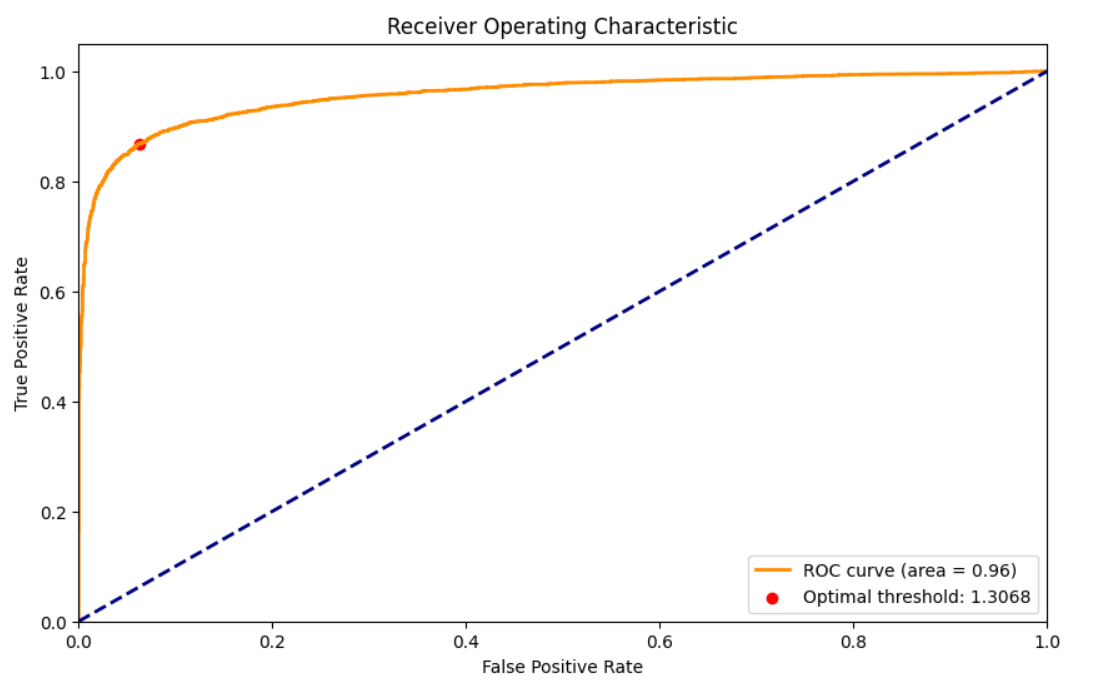 Receiver Operating Characteristic
1.0
0.8
0.6
0.4
0.2
0.0
True Positive Rate
ROC curve (area = 0.96)
Optimal threshold: 1.3068
0.0 0.2 0.4 0.6 0.8 1.0
False Positive Rate